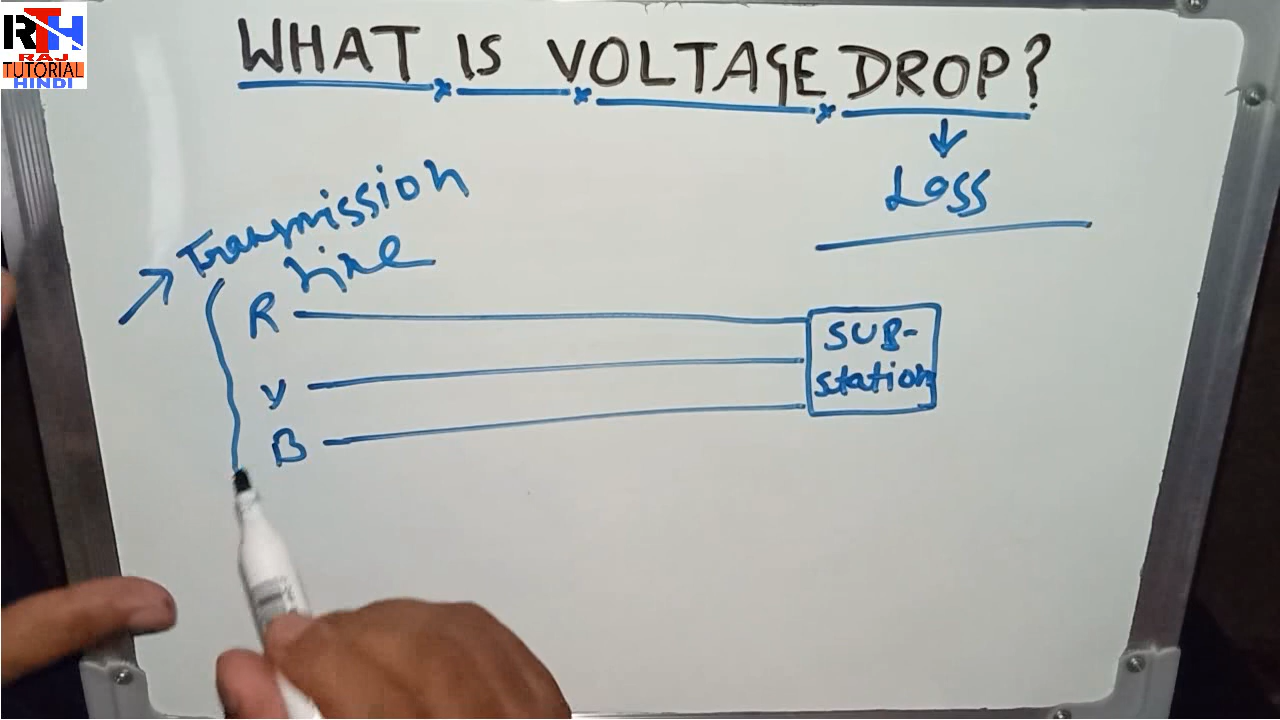 RTH
RAJ
TUTORIAL
HINDI
WHAT IS VOLTAGE DROP?
Loss
Transmission
Line
R
Y
B
SUB-
station